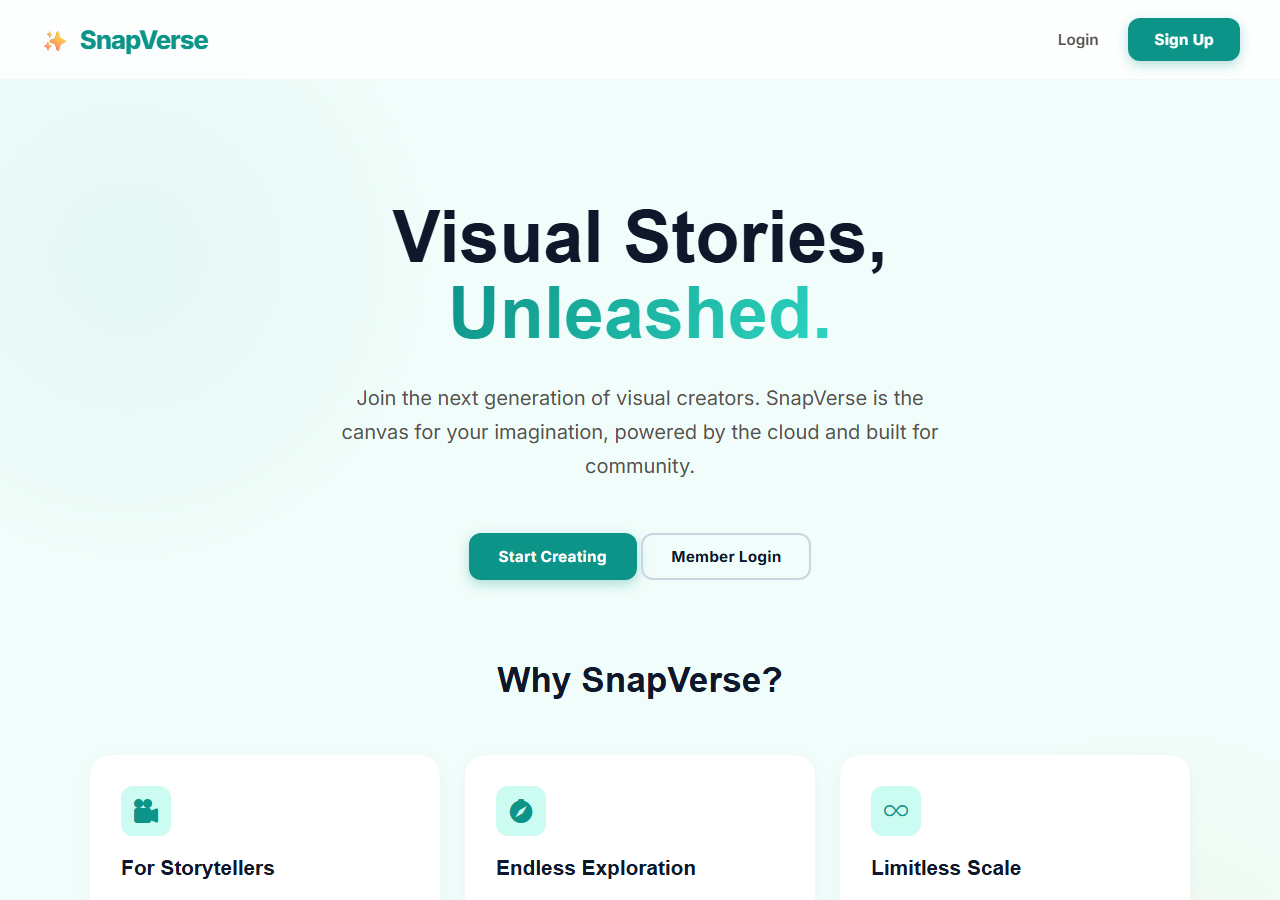 SnapVerse
Login
Sign Up
Visual Stories,
Unleashed.
Join the next generation of visual creators. SnapVerse is the
canvas for your imagination, powered by the cloud and built for
community.
Start Creating
Member Login
Why SnapVerse?
For Storytellers
Endless Exploration
Limitless Scale